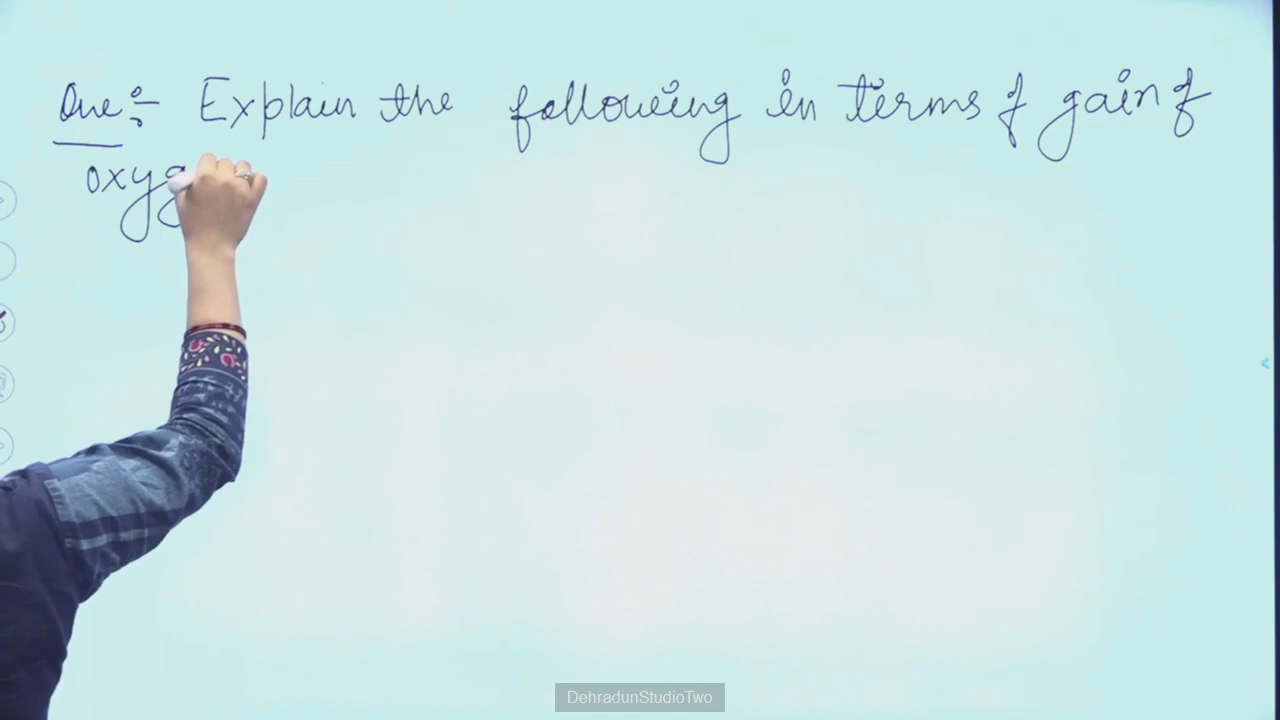 Que:- Explain the following in terms of gain of
oxyg
DehradunStudioTwo